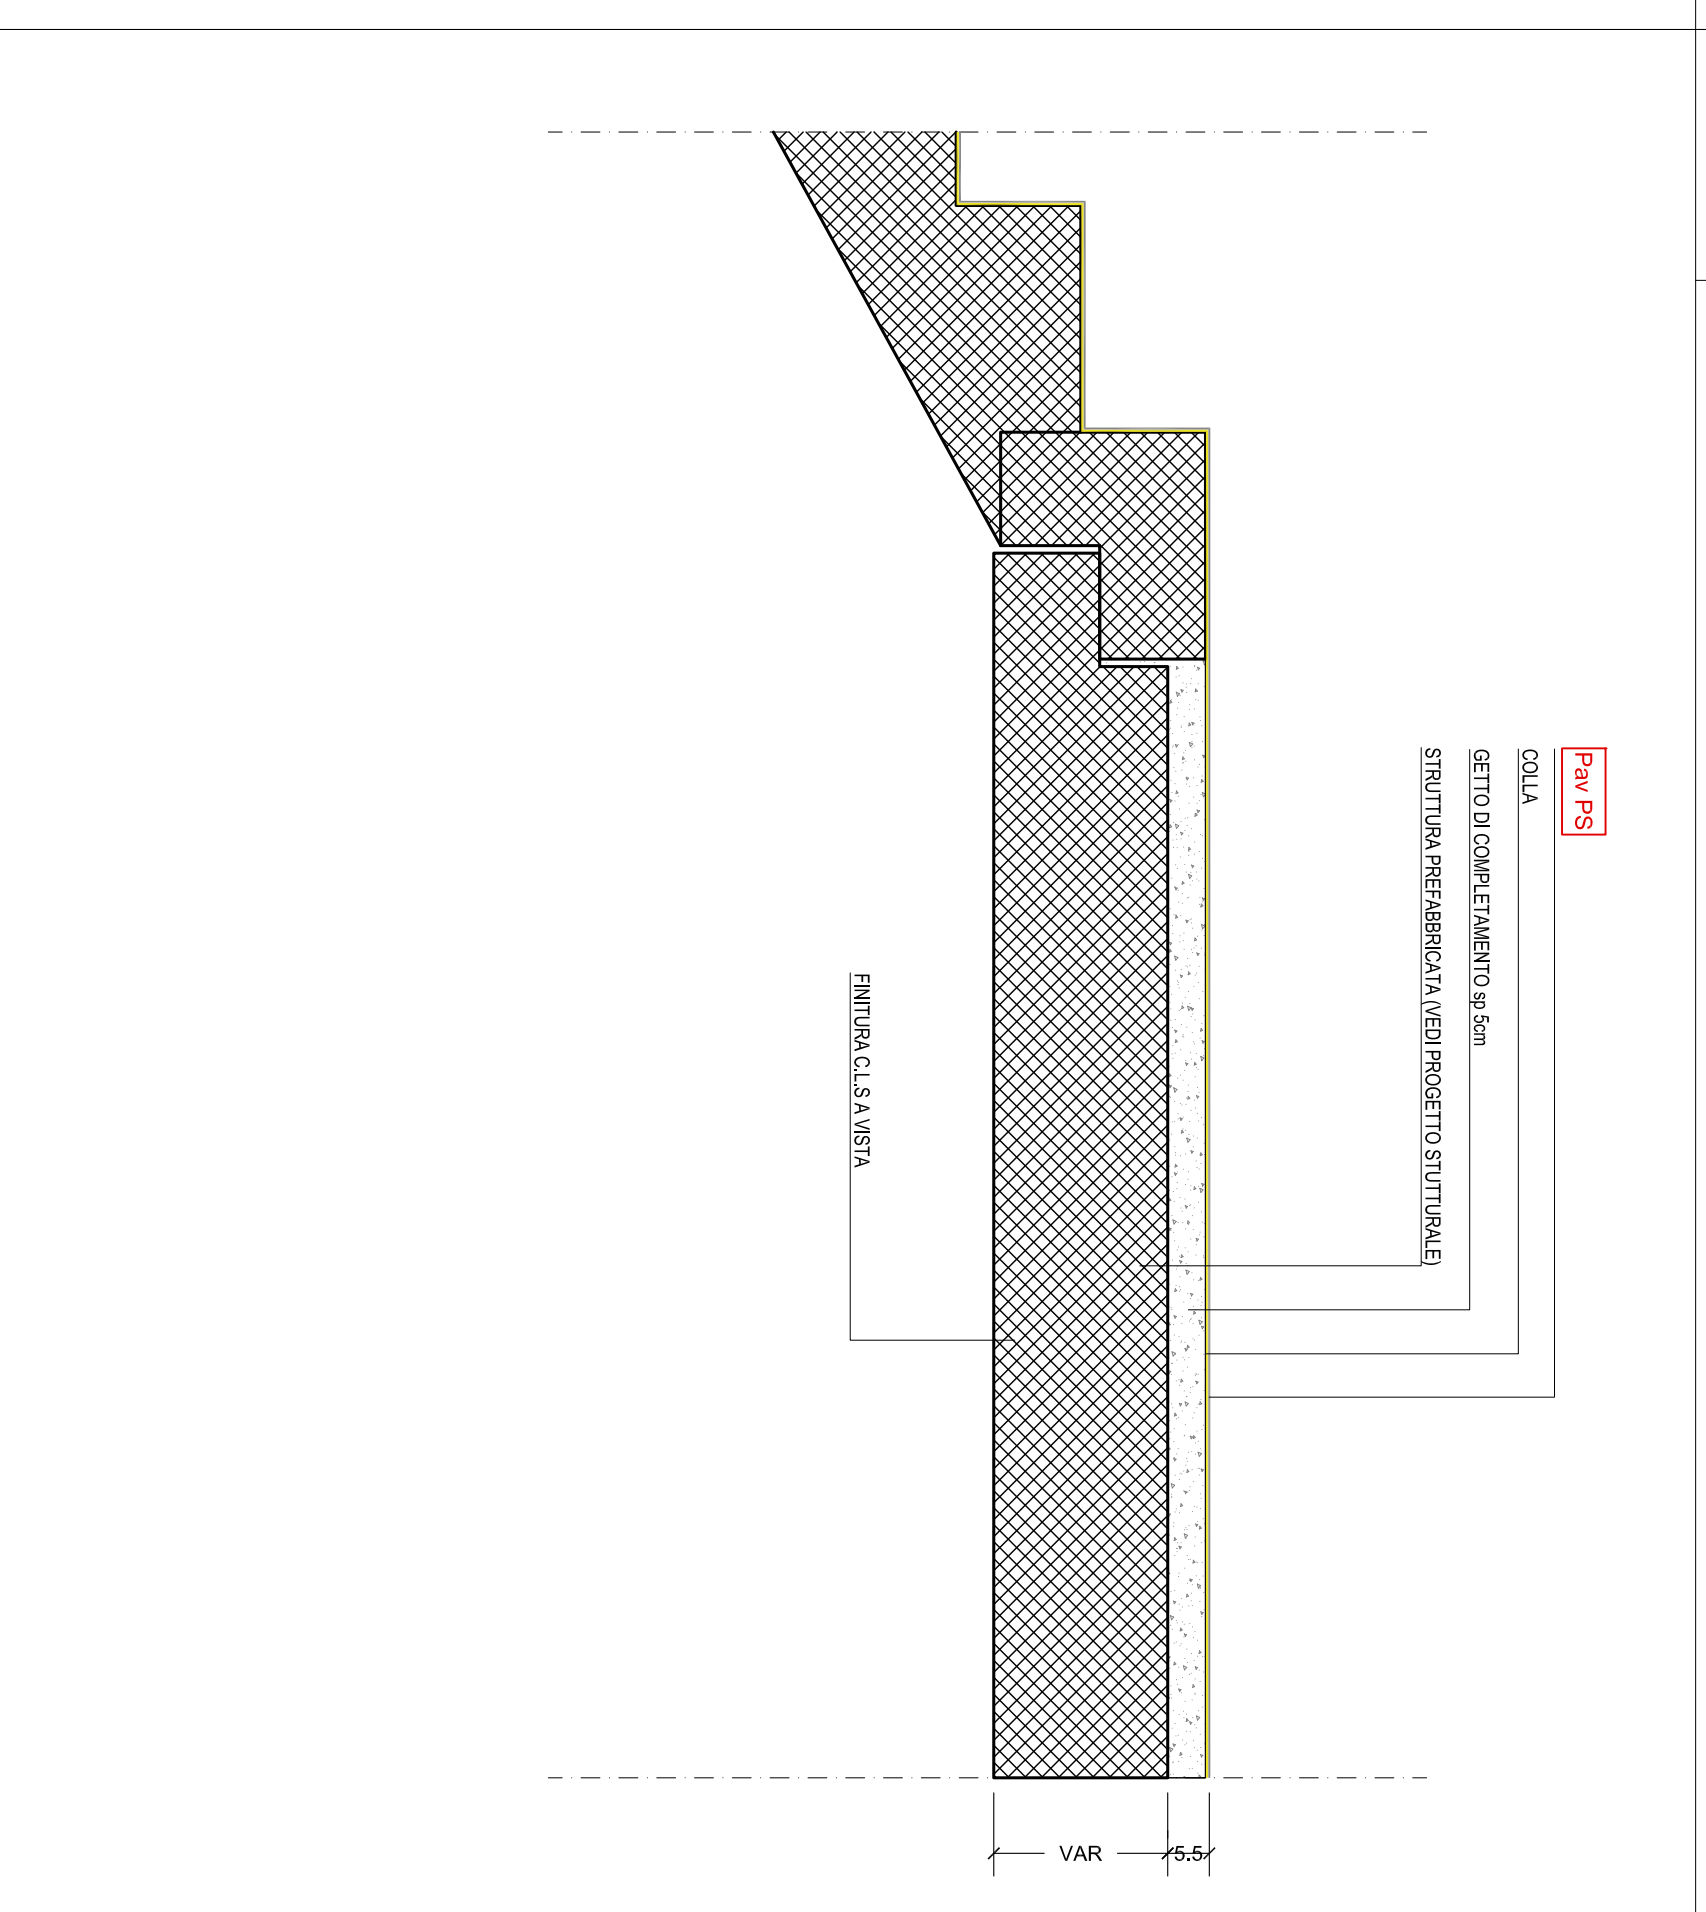 Pav PS
COLLA
GETTO DI COMPLETAMENTO sp 5cm
STRUTTURA PREFABBRICATA (VEDI PROGETTO STUTTURALE)
FINITURA C.L.S A VISTA
VAR
5.5